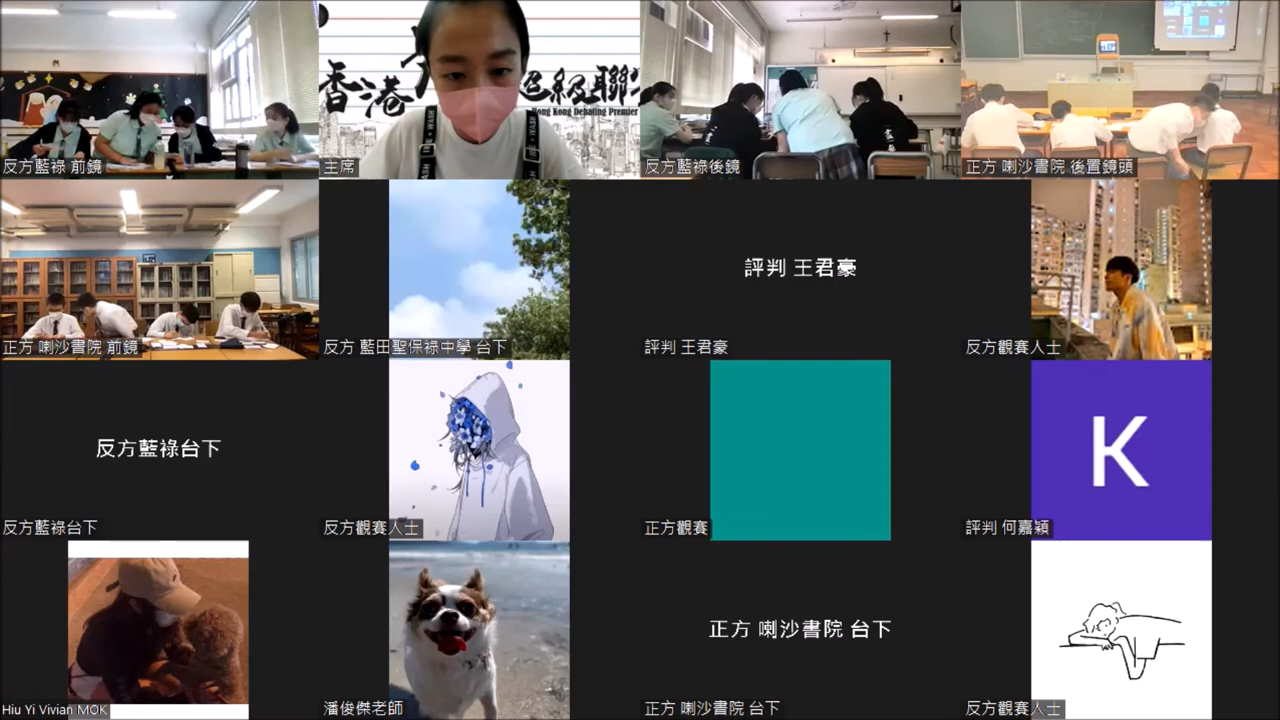 反方藍祿 前鏡
香港
超級聯
Hong Kong Debating Premier
主席
反方藍祿後鏡
正方 喇沙書院 後置鏡頭
正方 喇沙書院 前鏡
反方 藍田聖保祿中學 台下
評判 王君豪
評判 王君豪
反方觀賽人士
反方藍祿台下
反方藍祿台下
反方觀賽人士
正方觀賽
K
評判 何嘉穎
Hiu Yi Vivian MOK
潘俊傑老師
正方 喇沙書院 台下
正方 喇沙書院 台下
反方觀賽人士